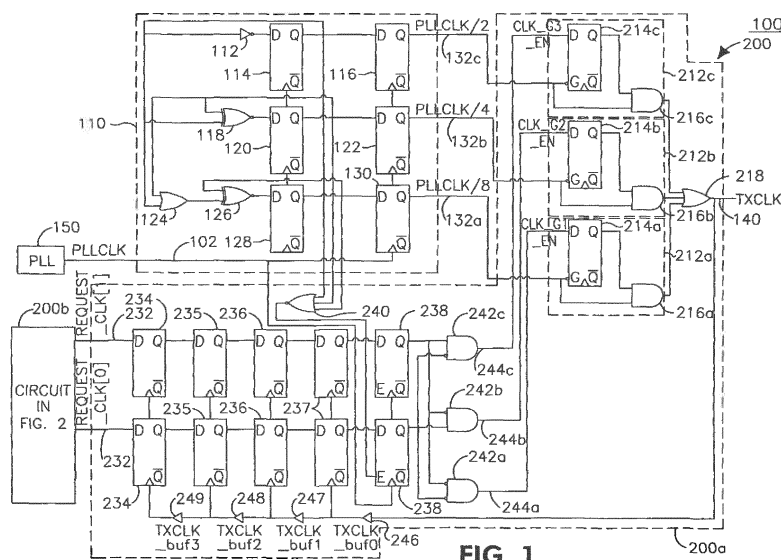 100
200
CLK_G3
_EN
D Q
214c
G Q
212c
216c
PLLCLK/2
132c
112
D Q
114
Q
D Q
116
Q
110
118
D Q
120
Q
D Q
122
Q
PLLCLK/4
132b
CLK_G2
_EN
D Q
214b
G Q
212b
216b
218
TXCLK
140
124
126
D Q
128
Q
130
D Q
Q
PLLCLK/8
132a
CLK_G1
_EN
D Q
214a
G Q
212a
216a
150
PLL
PLLCLK
102
200b
CIRCUIT
IN
FIG. 2
REQUEST
_CLK[1]
REQUEST
_CLK[0]
232
234
235
236
240
238
D Q
Q
D Q
Q
D Q
Q
D Q
Q
D Q
E
Q
242c
244c
242b
244b
242a
244a
232
235
236
237
D Q
Q
D Q
Q
D Q
Q
D Q
Q
D Q
E
Q
234
238
249
248
247
246
TXCLK
_buf3
TXCLK
_buf2
TXCLK
_buf1
TXCLK
_buf0
200a
FIG. 1